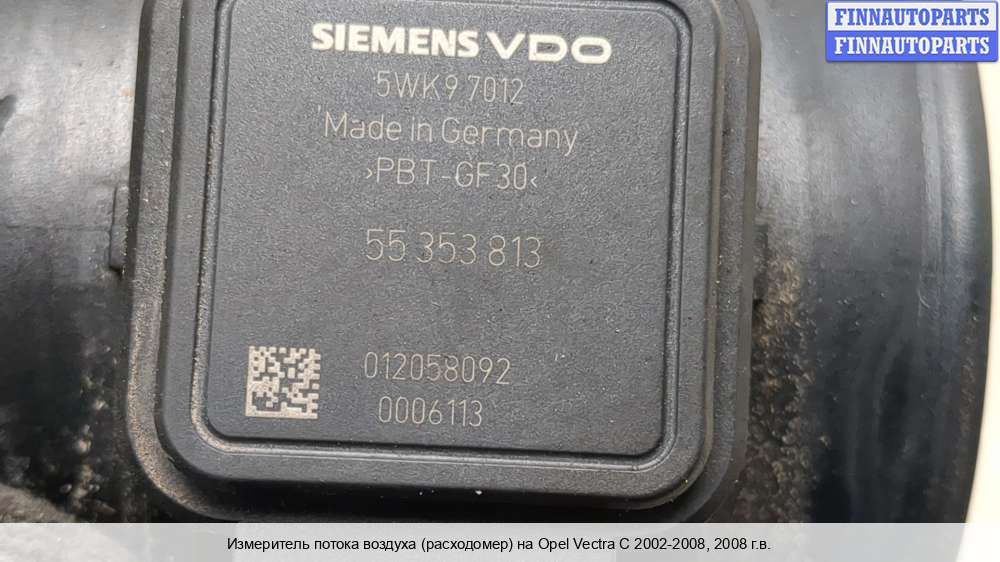 FINNAUTOPARTS
FINNAUTOPARTS
SIEMENS VDO
5WK9 7012
Made in Germany
›PBT-GF30‹
55 353 813
012058092
0006113
Измеритель потока воздуха (расходомер) на Opel Vectra C 2002-2008, 2008 г.в.